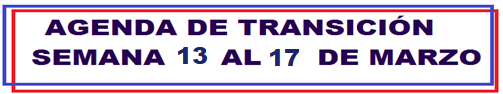 AGENDA DE TRANSICIÓN
SEMANA 13 AL 17 DE MARZO